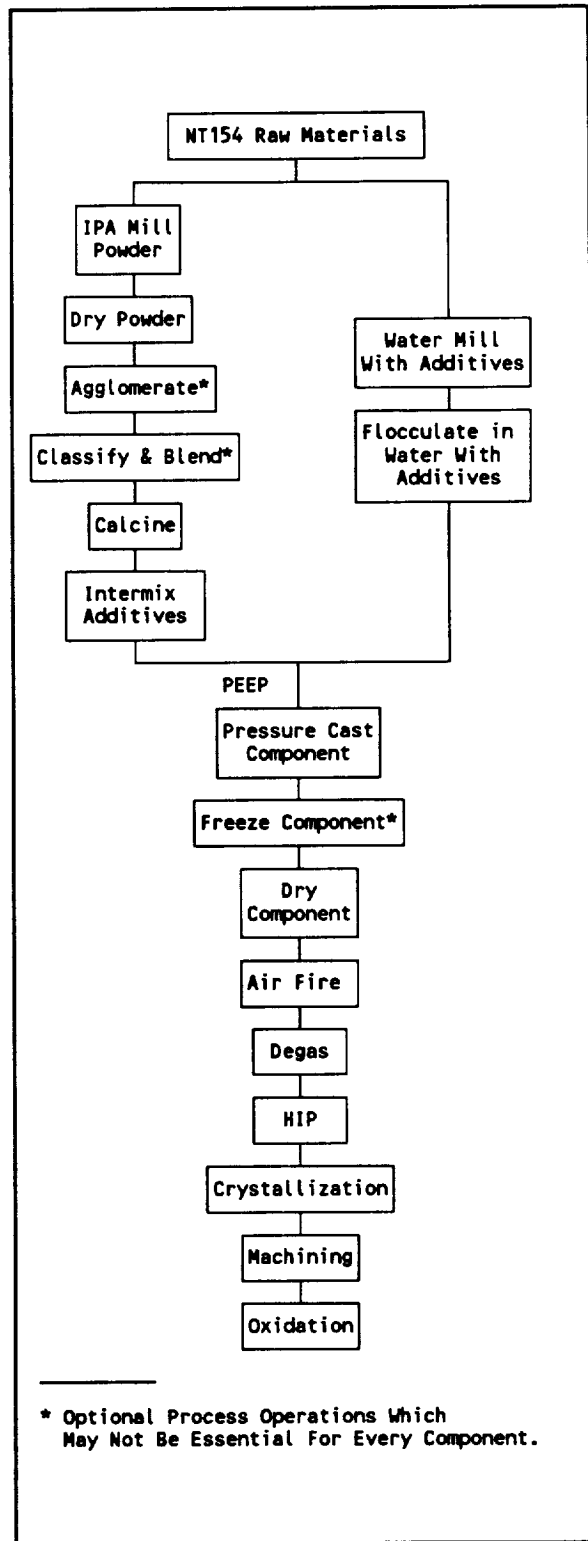 NT154 Raw Materials
IPA Mill
Powder
Dry Powder
Agglomerate*
Classify & Blend*
Calcine
Intermix
Additives
Water Mill
With Additives
Flocculate in
Water With
Additives
PEEP
Pressure Cast
Component
Freeze Component*
Dry
Component
Air Fire
Degas
HIP
Crystallization
Machining
Oxidation
* Optional Process Operations Which
May Not Be Essential For Every Component.